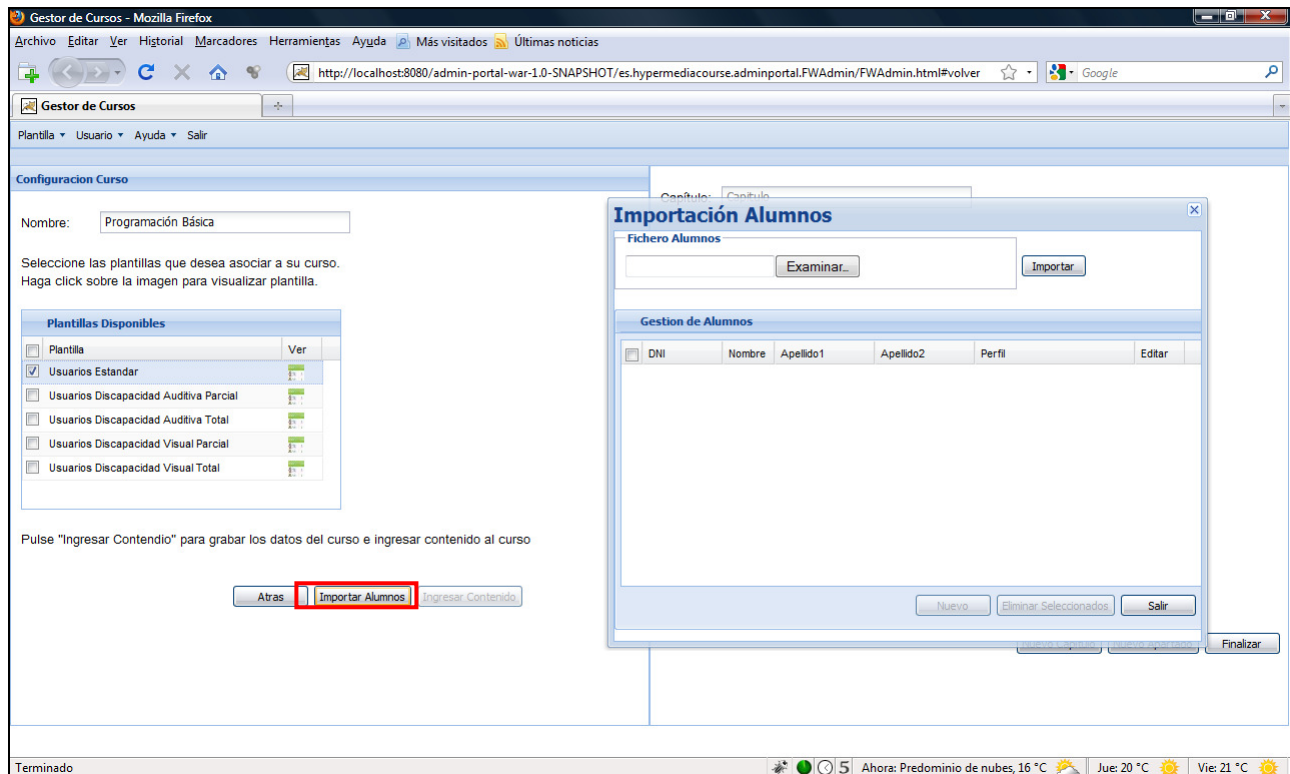 Gestor de Cursos - Mozilla Firefox
Archivo Editar Ver Historial Marcadores Herramientas Ayuda Más visitados Últimas noticias
http://localhost:8080/admin-portal-war-1.0-SNAPSHOT/es.hypermediacourse.adminportal.FWAdmin/FWAdmin.html#volver Google
Gestor de Cursos
Plantilla Usuario Ayuda Salir
Configuracion Curso
Nombre: Programación Básica
Seleccione las plantillas que desea asociar a su curso.
Haga click sobre la imagen para visualizar plantilla.
Plantillas Disponibles
Plantilla Ver
Usuarios Estandar
Usuarios Discapacidad Auditiva Parcial
Usuarios Discapacidad Auditiva Total
Usuarios Discapacidad Visual Parcial
Usuarios Discapacidad Visual Total
Pulse "Ingresar Contendio" para grabar los datos del curso e ingresar contenido al curso
Atras Importar Alumnos Ingresar Contenido
Capítulo: Capitulo
Importación Alumnos
Fichero Alumnos
Examinar... Importar
Gestion de Alumnos
DNI Nombre Apellido1 Apellido2 Perfil Editar
Nuevo Eliminar Seleccionados Salir
Nuevo Capitulo Nuevo Apartado Finalizar
Terminado 5 Ahora: Predominio de nubes, 16 °C Jue: 20 °C Vie: 21 °C